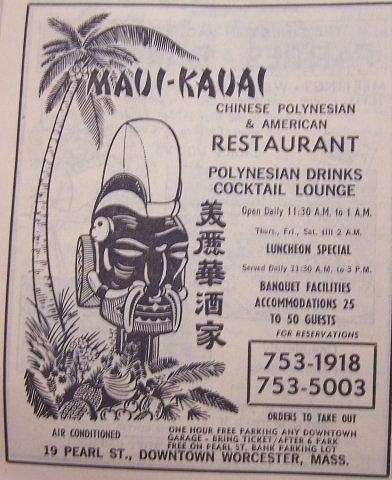 MAUI-KAUAI
CHINESE POLYNESIAN
& AMERICAN
RESTAURANT
POLYNESIAN DRINKS
COCKTAIL LOUNGE
美麗華酒家
Open Daily 11:30 A.M. to 1 A.M.
Thurs., Fri., Sat. till 2 A.M.
LUNCHEON SPECIAL
Served Daily 11:30 A.M. to 3 P.M.
BANQUET FACILITIES
ACCOMMODATIONS 25
TO 50 GUESTS
FOR RESERVATIONS
753-1918
753-5003
ORDERS TO TAKE OUT
AIR CONDITIONED
ONE HOUR FREE PARKING ANY DOWNTOWN
GARAGE - BRING TICKET/AFTER 6 PARK
FREE ON PEARL ST. BANK PARKING LOT
19 PEARL ST., DOWNTOWN WORCESTER, MASS.